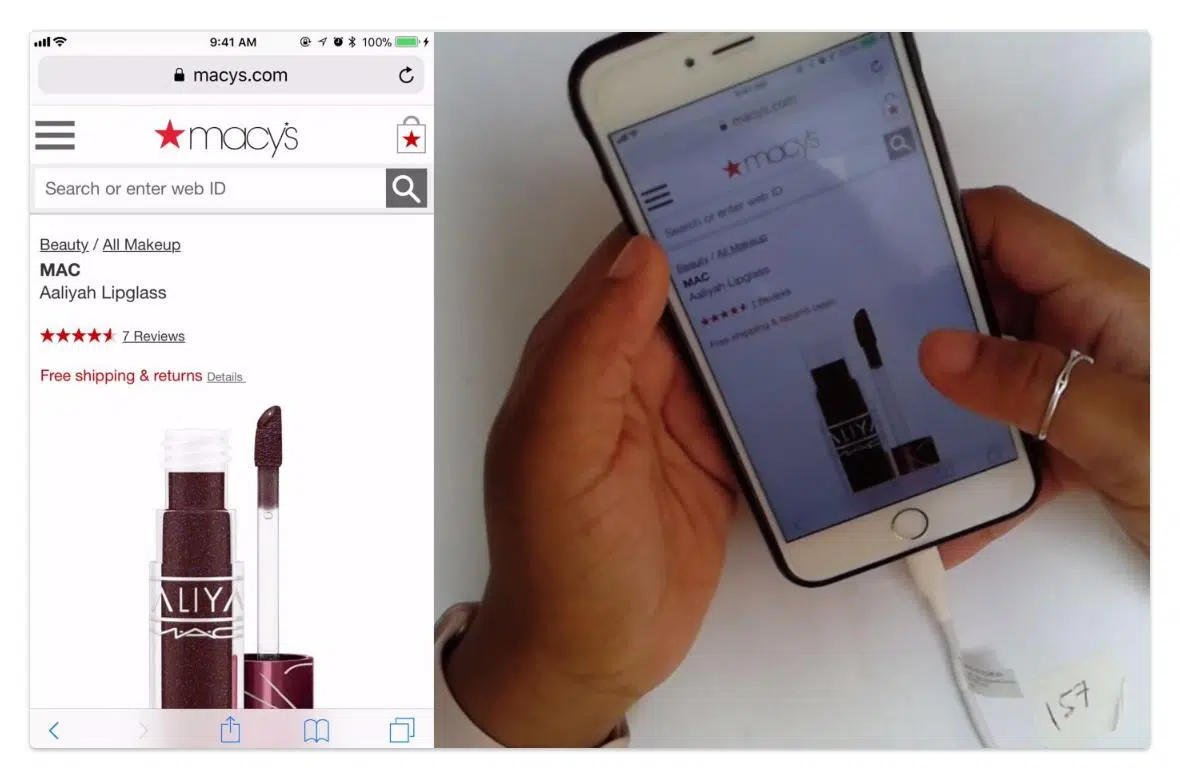 9:41 AM 100%
macys.com
macy's
Search or enter web ID
Beauty / All Makeup
MAC
Aaliyah Lipglass
7 Reviews
Free shipping & returns Details
ALIYA
MAC
macys.com
macy's
Search or enter web ID
Beauty / All Makeup
MAC
Aaliyah Lipglass
7 Reviews
Free shipping & returns
ALIYA
157